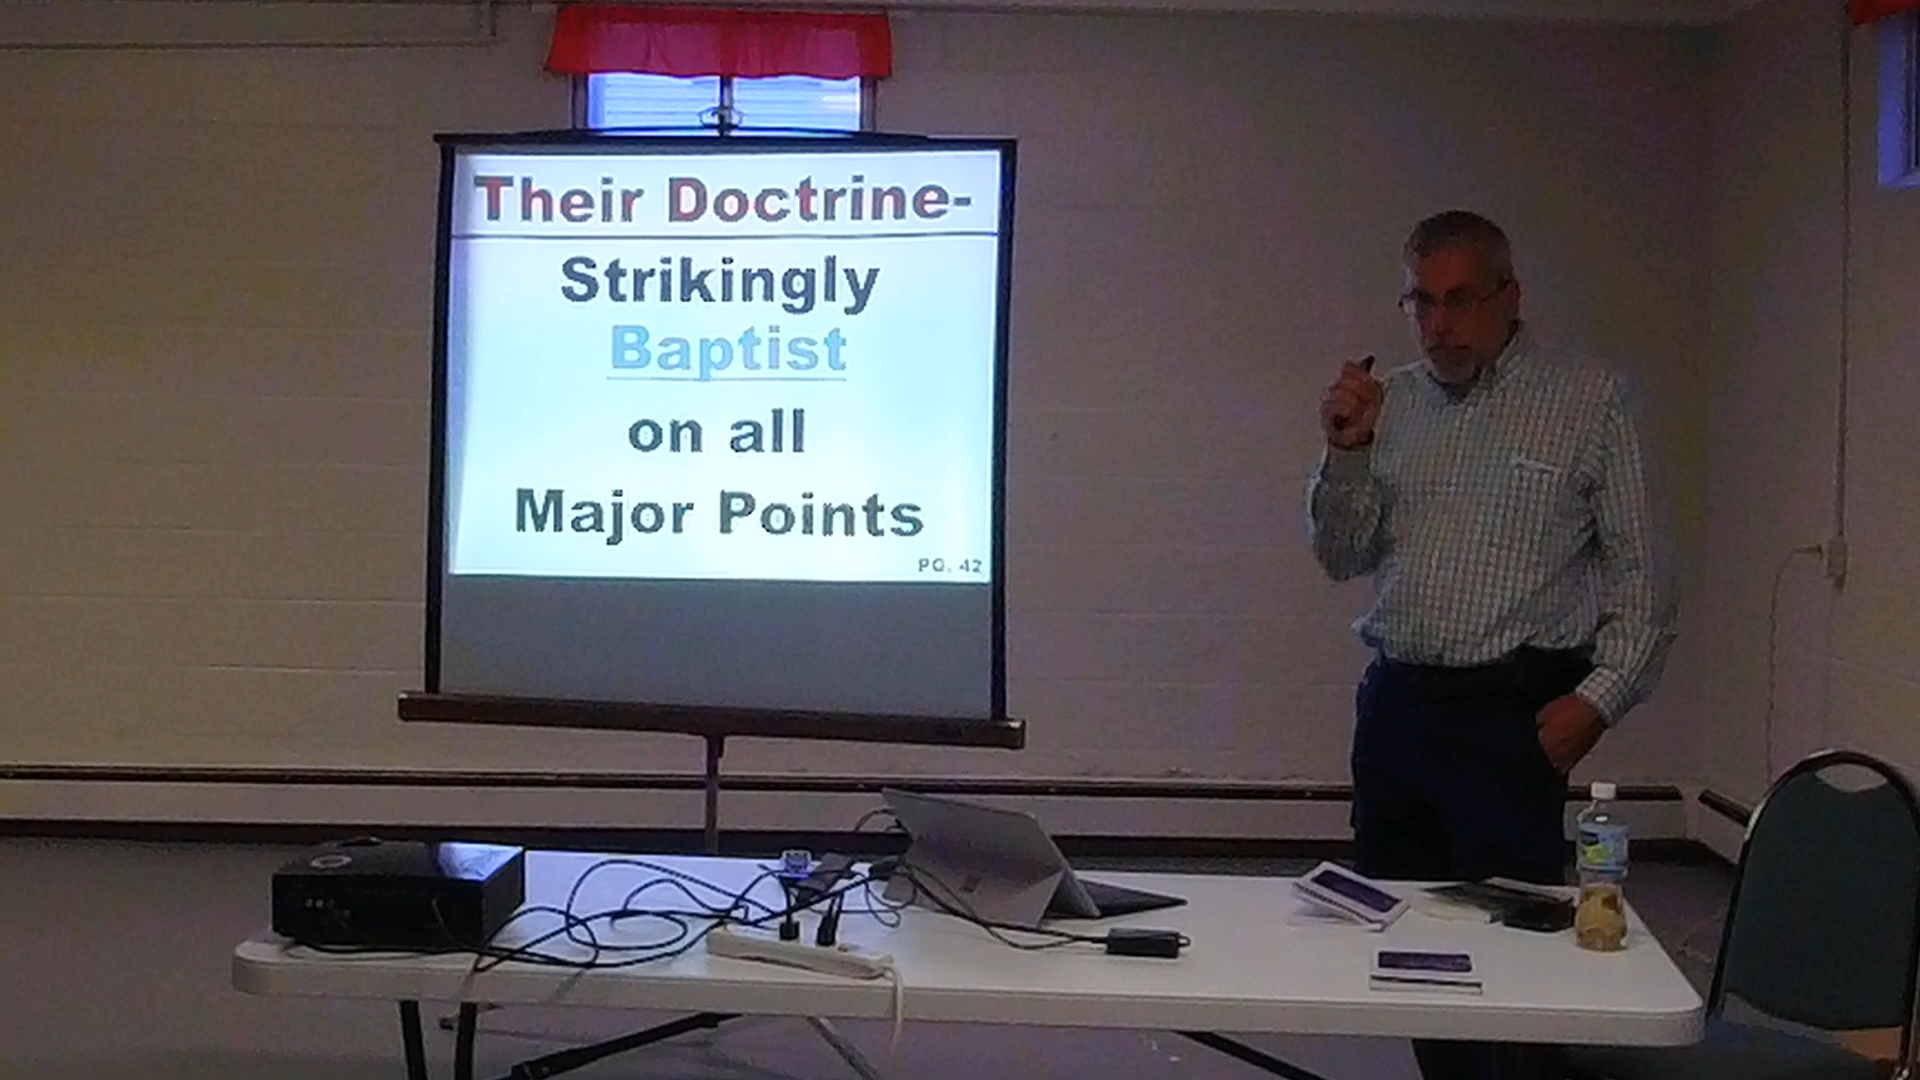 Their Doctrine-
Strikingly
Baptist
on all
Major Points
PG. 42